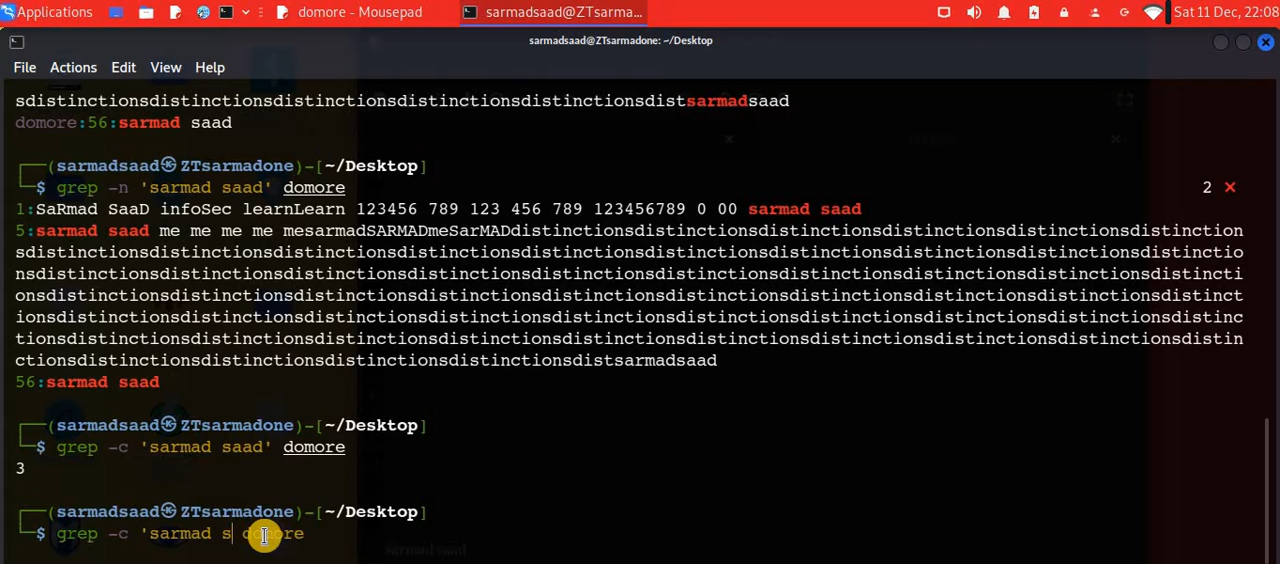 Applications domore - Mousepad sarmadsaad@ZTsarma... Sat 11 Dec, 22:08
sarmadsaad@ZTsarmadone: ~/Desktop
File Actions Edit View Help
sdistinctionsdistinctionsdistinctionsdistinctionsdistinctionsdistsarmadsaad
domore:56:sarmad saad
┌──(sarmadsaad㉿ZTsarmadone)-[~/Desktop]
└─$ grep -n 'sarmad saad' domore 2 ✕
1:SaRmad SaaD infoSec learnLearn 123456 789 123 456 789 123456789 0 00 sarmad saad
5:sarmad saad me me me me mesarmadSARMADmeSarMADdistinctionsdistinctionsdistinctionsdistinctionsdistinctionsdistinction
sdistinctionsdistinctionsdistinctionsdistinctionsdistinctionsdistinctionsdistinctionsdistinctionsdistinctionsdistinctio
nsdistinctionsdistinctionsdistinctionsdistinctionsdistinctionsdistinctionsdistinctionsdistinctionsdistinctionsdistincti
onsdistinctionsdistinctionsdistinctionsdistinctionsdistinctionsdistinctionsdistinctionsdistinctionsdistinctionsdistinct
ionsdistinctionsdistinctionsdistinctionsdistinctionsdistinctionsdistinctionsdistinctionsdistinctionsdistinctionsdistinc
tionsdistinctionsdistinctionsdistinctionsdistinctionsdistinctionsdistinctionsdistinctionsdistinctionsdistinctionsdistin
ctionsdistinctionsdistinctionsdistinctionsdistinctionsdistsarmadsaad
56:sarmad saad
┌──(sarmadsaad㉿ZTsarmadone)-[~/Desktop]
└─$ grep -c 'sarmad saad' domore
3
┌──(sarmadsaad㉿ZTsarmadone)-[~/Desktop]
└─$ grep -c 'sarmad s domore
sarmad saad